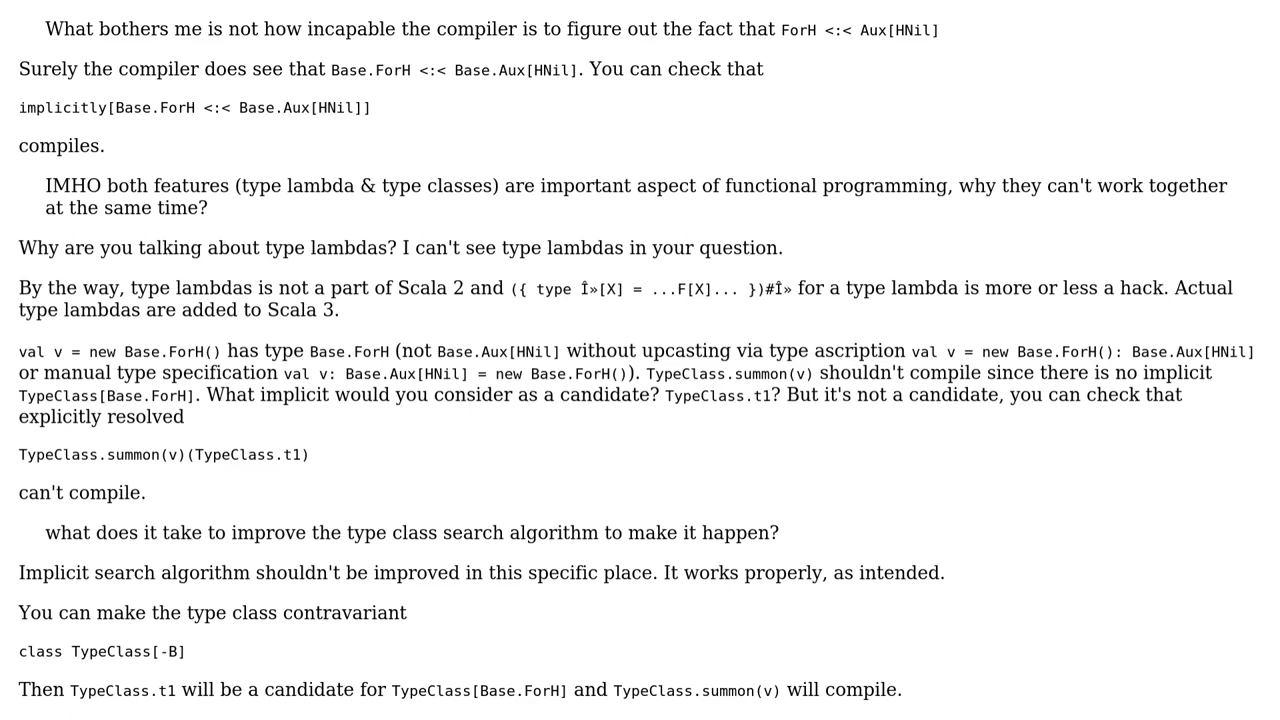 What bothers me is not how incapable the compiler is to figure out the fact that ForH <:< Aux[HNil]
Surely the compiler does see that Base.ForH <:< Base.Aux[HNil]. You can check that
implicitly[Base.ForH <:< Base.Aux[HNil]]
compiles.
IMHO both features (type lambda & type classes) are important aspect of functional programming, why they can't work together
at the same time?
Why are you talking about type lambdas? I can't see type lambdas in your question.
By the way, type lambdas is not a part of Scala 2 and ({ type Î»[X] = ...F[X]... })#Î» for a type lambda is more or less a hack. Actual
type lambdas are added to Scala 3.
val v = new Base.ForH() has type Base.ForH (not Base.Aux[HNil] without upcasting via type ascription val v = new Base.ForH(): Base.Aux[HNil]
or manual type specification val v: Base.Aux[HNil] = new Base.ForH()). TypeClass.summon(v) shouldn't compile since there is no implicit
TypeClass[Base.ForH]. What implicit would you consider as a candidate? TypeClass.t1? But it's not a candidate, you can check that
explicitly resolved
TypeClass.summon(v)(TypeClass.t1)
can't compile.
what does it take to improve the type class search algorithm to make it happen?
Implicit search algorithm shouldn't be improved in this specific place. It works properly, as intended.
You can make the type class contravariant
class TypeClass[-B]
Then TypeClass.t1 will be a candidate for TypeClass[Base.ForH] and TypeClass.summon(v) will compile.